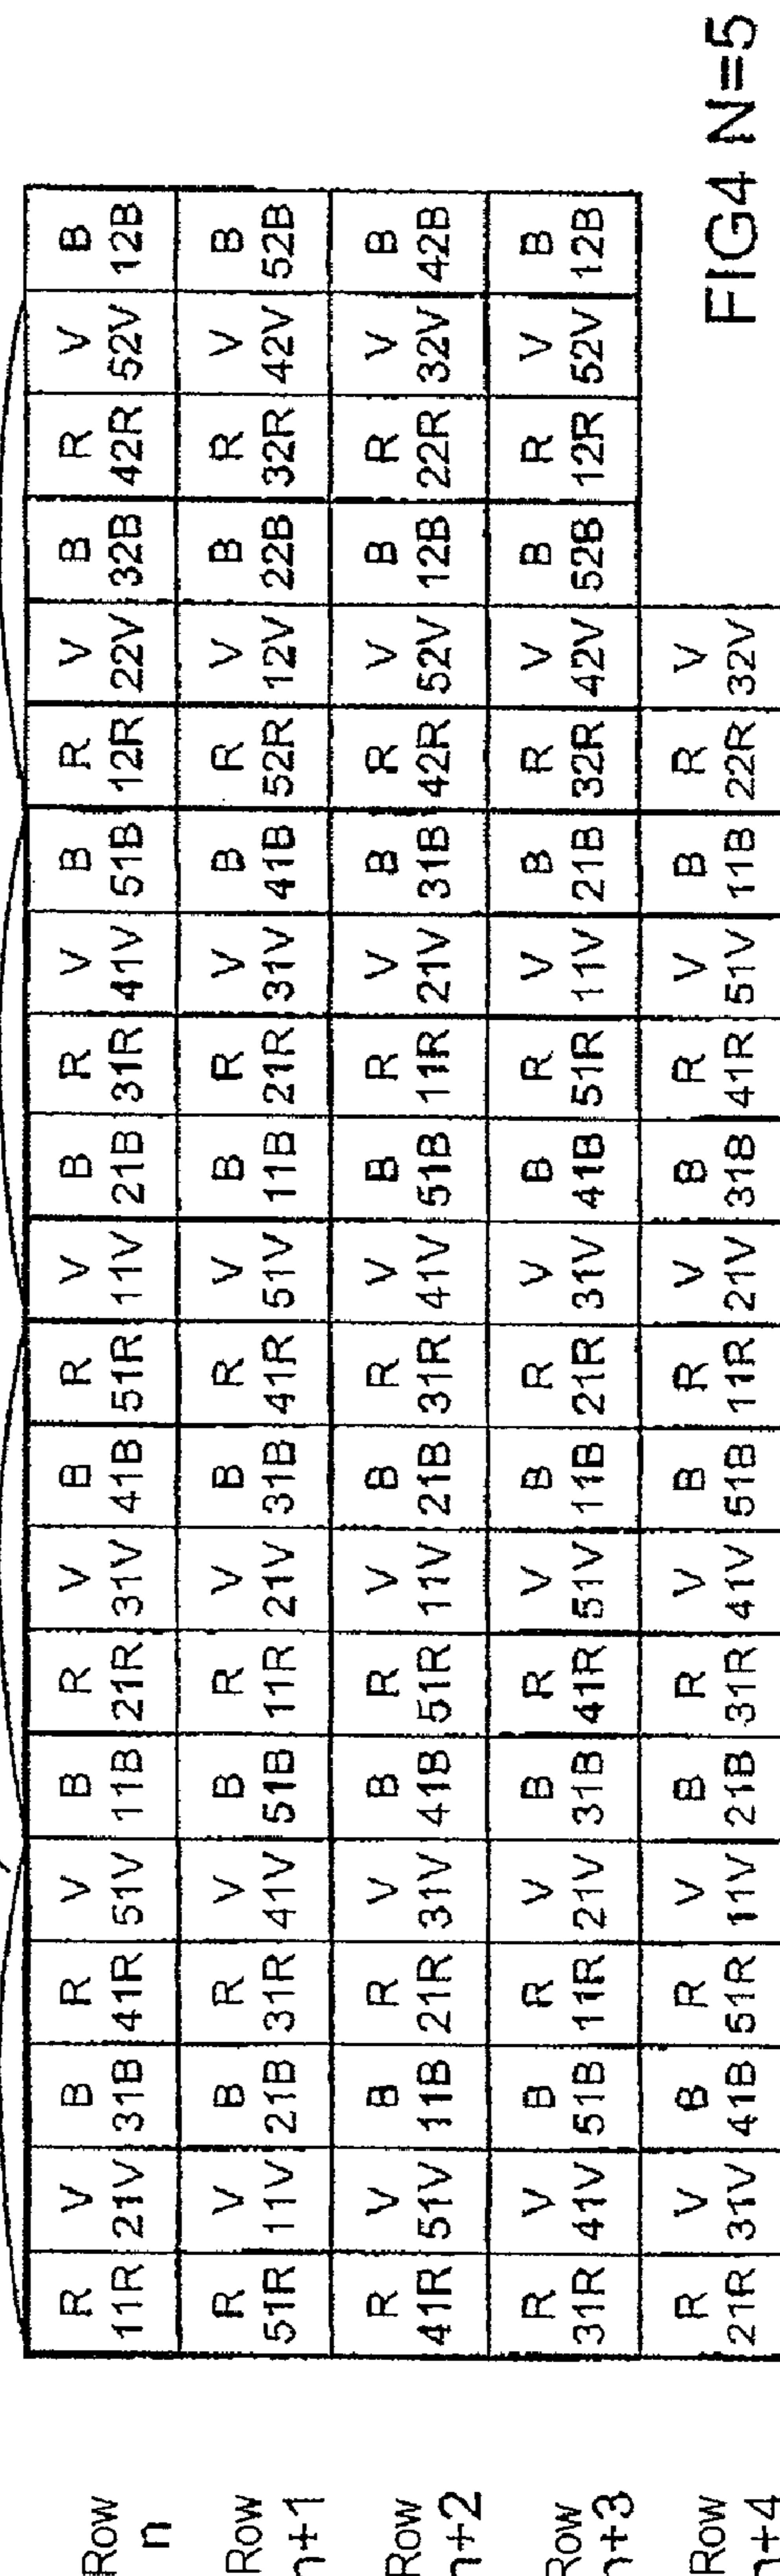 Row R V B R V B R V B R V B R V B R V B R V B
n 11R 21V 31B 41R 51V 11B 21R 31V 41B 51R 11V 21B 31R 41V 51B 12R 22V 32B 42R 52V 12B
Row R V B R V B R V B R V B R V B R V B R V B
n+1 51R 11V 21B 31R 41V 51B 11R 21V 31B 41R 51V 11B 21R 31V 41B 52R 12V 22B 32R 42V 52B
Row R V B R V B R V B R V B R V B R V B R V B
n+2 41R 51V 11B 21R 31V 41B 51R 11V 21B 31R 41V 51B 11R 21V 31B 42R 52V 12B 22R 32V 42B
Row R V B R V B R V B R V B R V B R V B R V B
n+3 31R 41V 51B 11R 21V 31B 41R 51V 11B 21R 31V 41B 51R 11V 21B 32R 42V 52B 12R 52V 12B
Row R V B R V B R V B R V B R V B R V
n+4 21R 31V 41B 51R 11V 21B 31R 41V 51B 11R 21V 31B 41R 51V 11B 22R 32V
FIG4 N=5